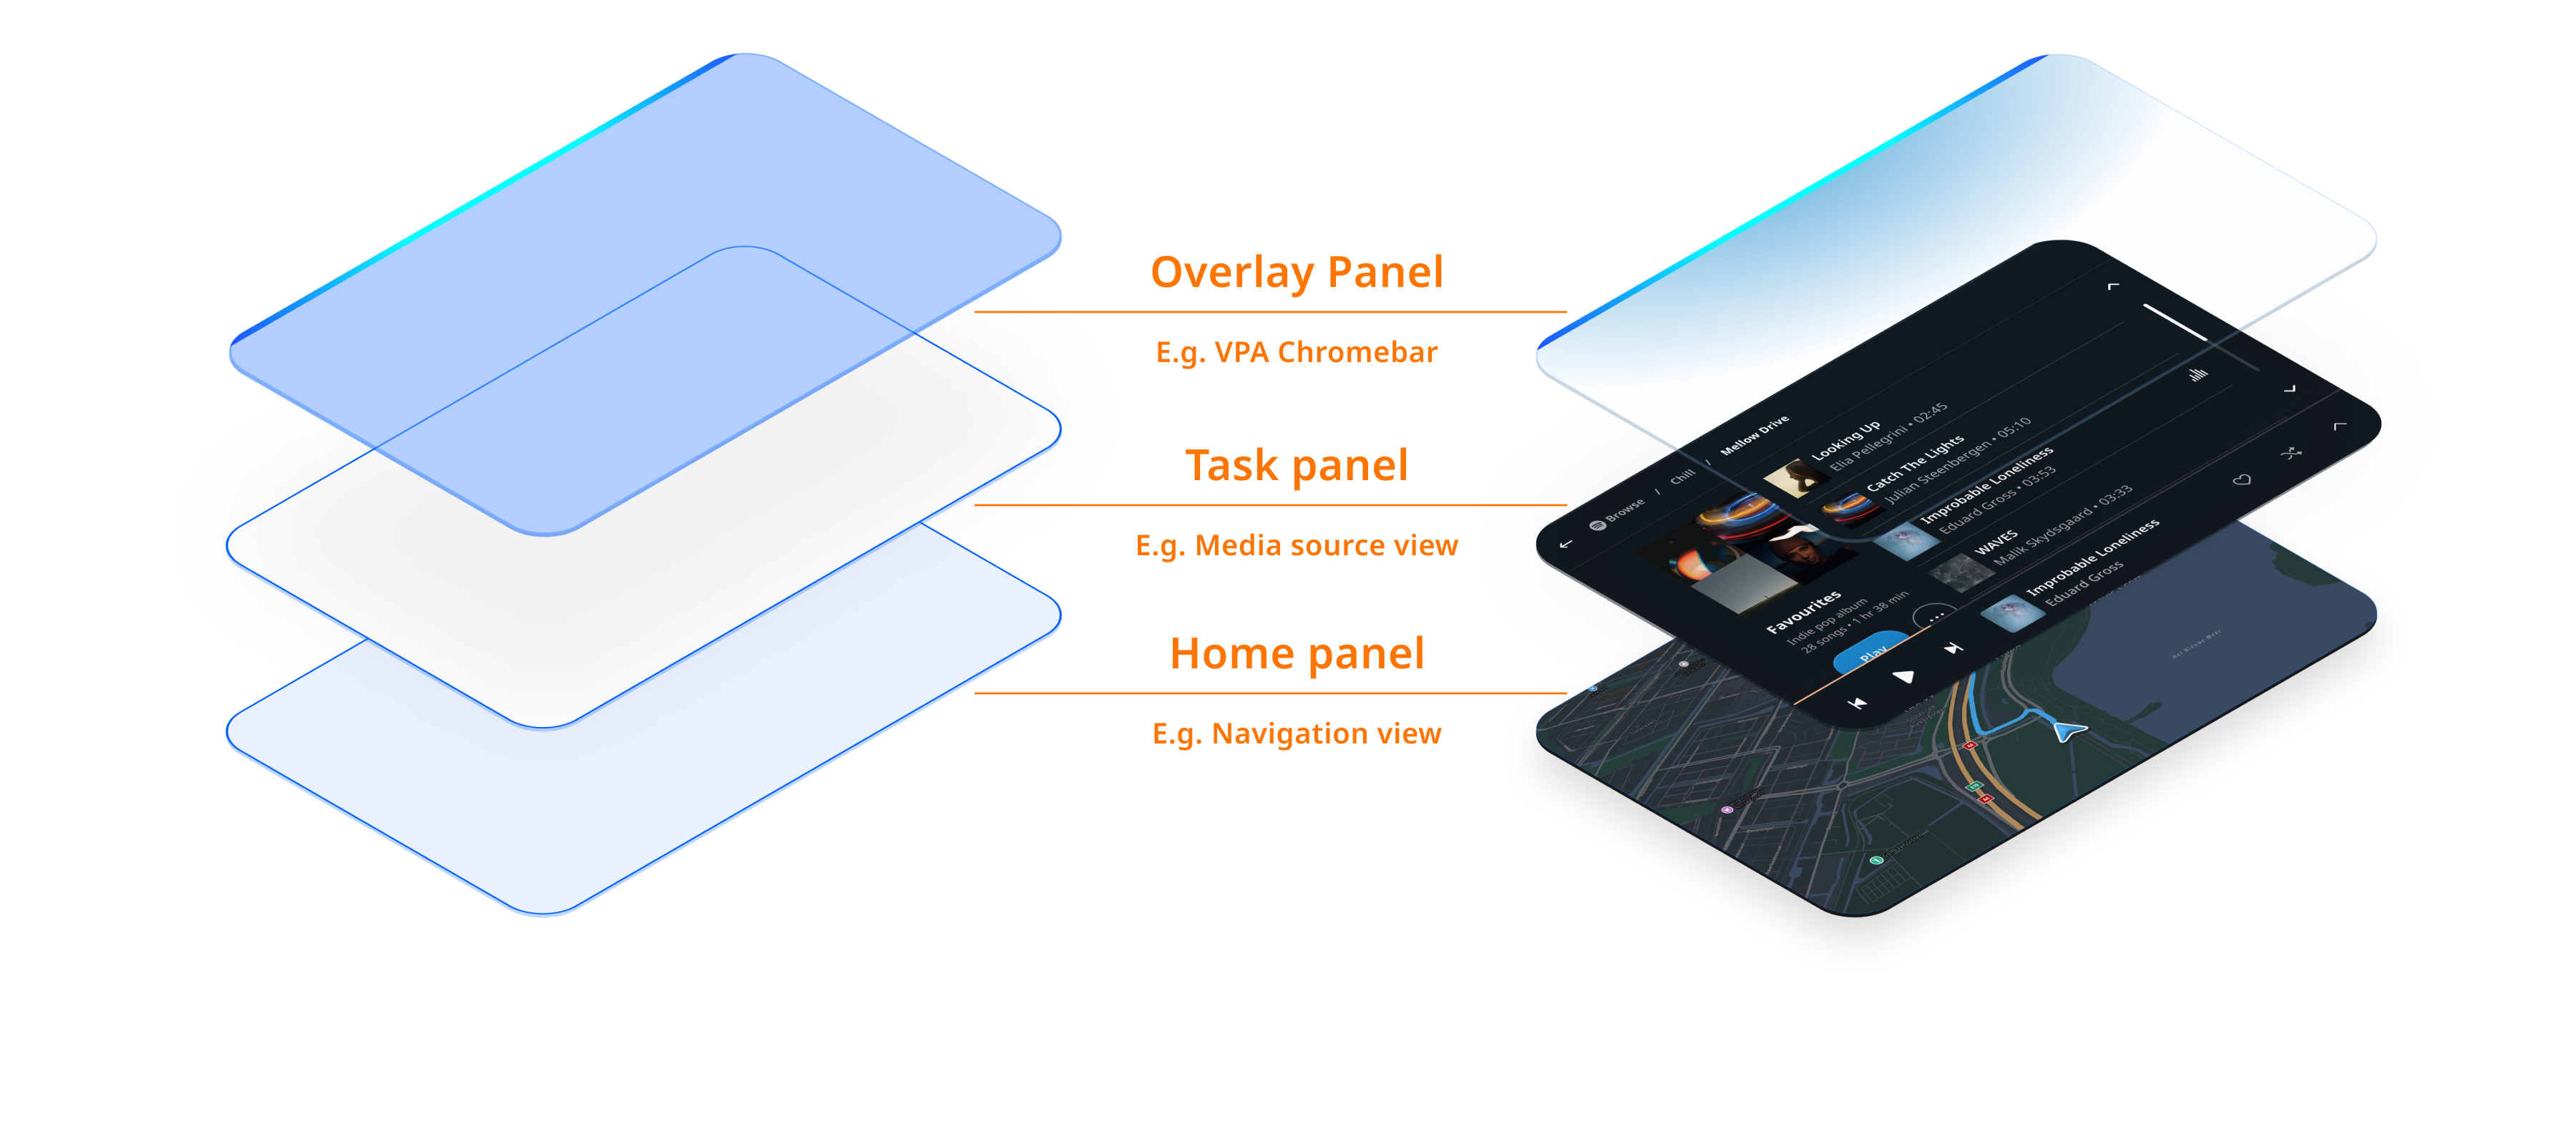 Overlay Panel
E.g. VPA Chromebar
Task panel
E.g. Media source view
Home panel
E.g. Navigation view
Browse / Chill / Mellow Drive
Looking Up
Elia Pellegrini • 02:45
Catch The Lights
Julian Steenbergen • 05:10
Improbable Loneliness
Eduard Gross • 03:53
WAVES
Malik Skydsgaard • 03:33
Favourites
Indie pop album
28 songs • 1 hr 38 min
Play
Improbable Loneliness
Eduard Gross